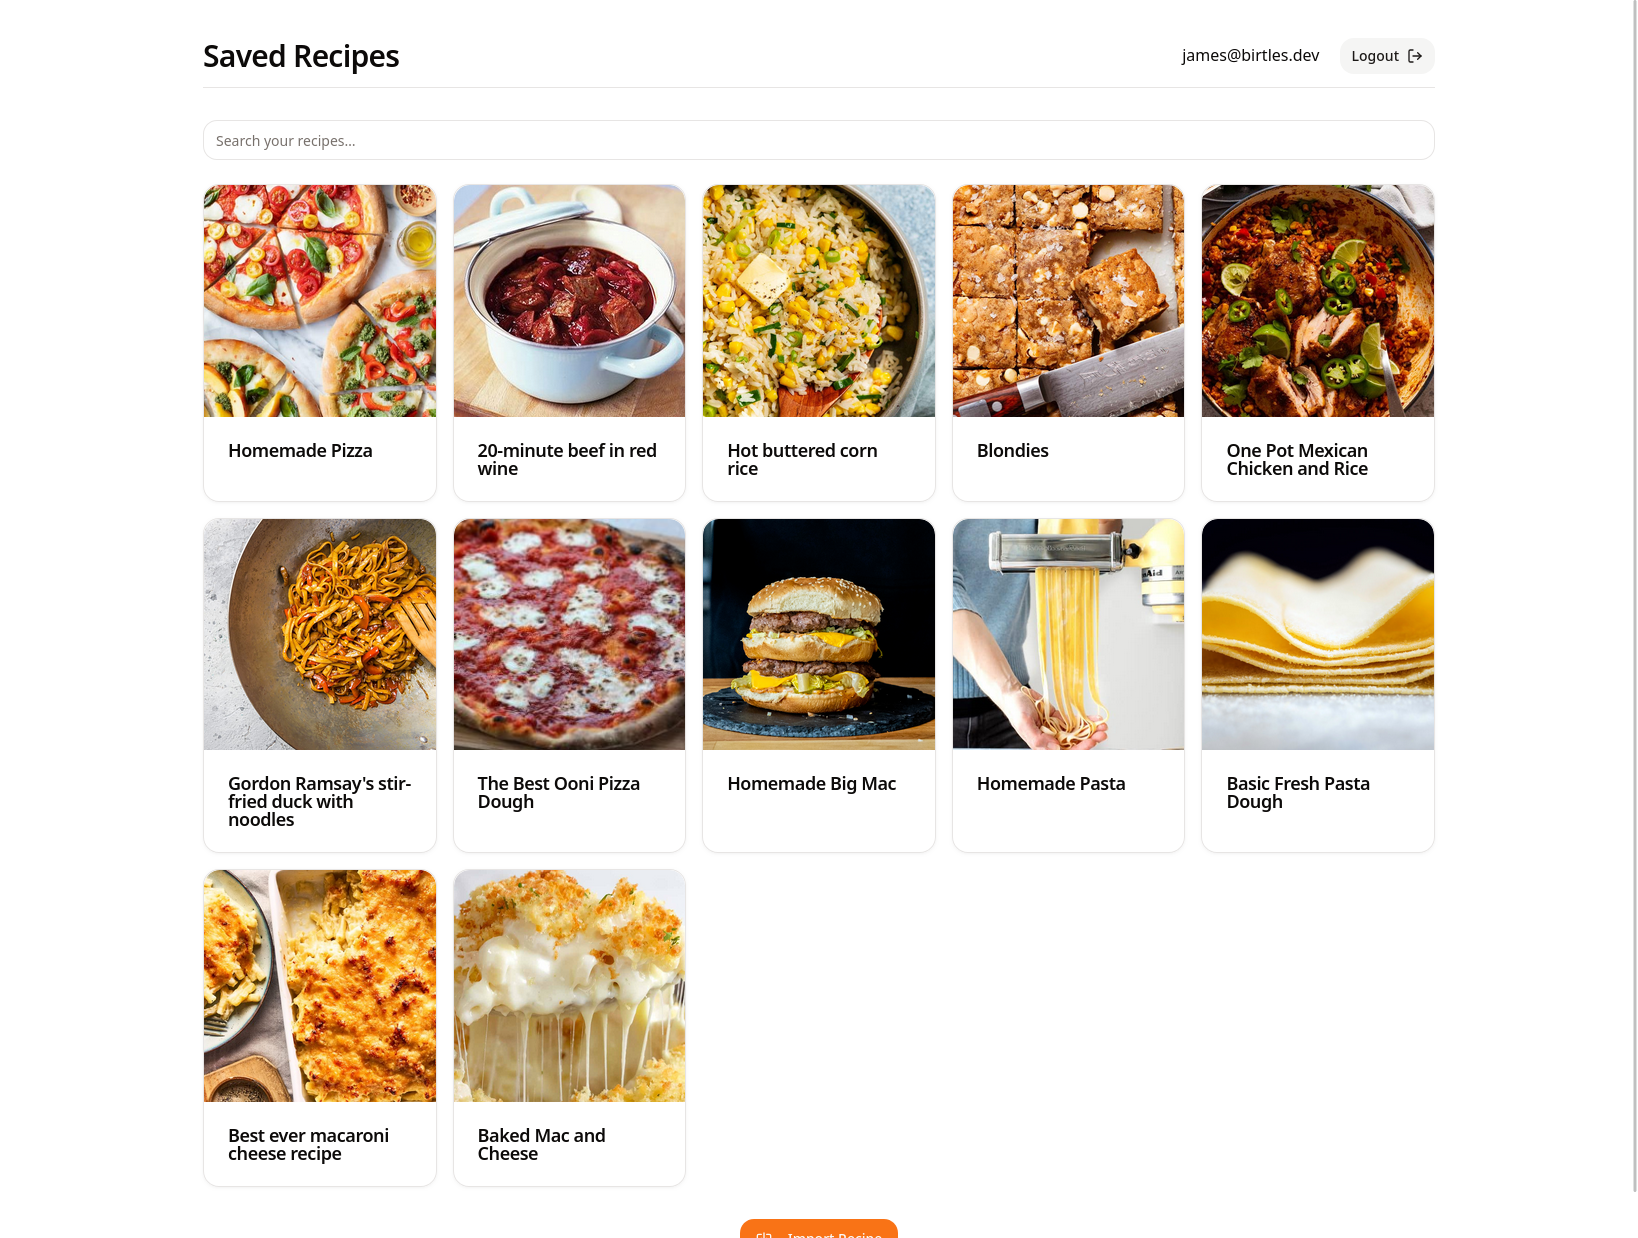 Saved Recipes
james@birtles.dev
Logout
Search your recipes...
Homemade Pizza
20-minute beef in red
wine
Hot buttered corn
rice
Blondies
One Pot Mexican
Chicken and Rice
Gordon Ramsay's stir-
fried duck with
noodles
The Best Ooni Pizza
Dough
Homemade Big Mac
Homemade Pasta
Basic Fresh Pasta
Dough
Best ever macaroni
cheese recipe
Baked Mac and
Cheese
Import Recipe